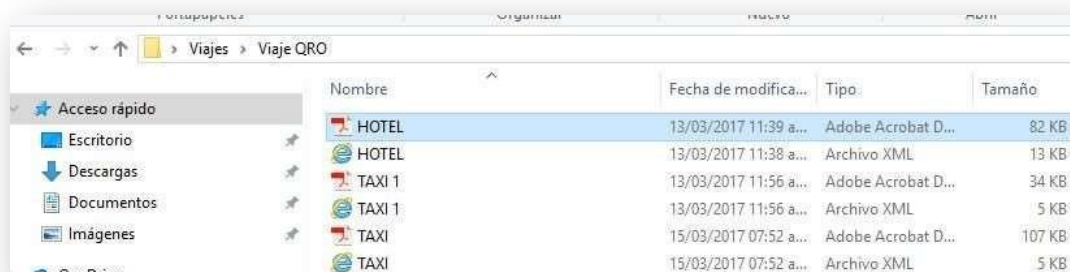 Portapapeles Organizar Nuevo Abrir
Viajes Viaje QRO
Nombre Fecha de modifica... Tipo Tamaño
Acceso rápido
HOTEL 13/03/2017 11:39 a... Adobe Acrobat D... 82 KB
Escritorio
HOTEL 13/03/2017 11:38 a... Archivo XML 13 KB
Descargas
TAXI 1 13/03/2017 11:56 a... Adobe Acrobat D... 34 KB
Documentos
TAXI 1 13/03/2017 11:56 a... Archivo XML 5 KB
Imágenes
TAXI 15/03/2017 07:52 a... Adobe Acrobat D... 107 KB
TAXI 15/03/2017 07:52 a... Archivo XML 5 KB